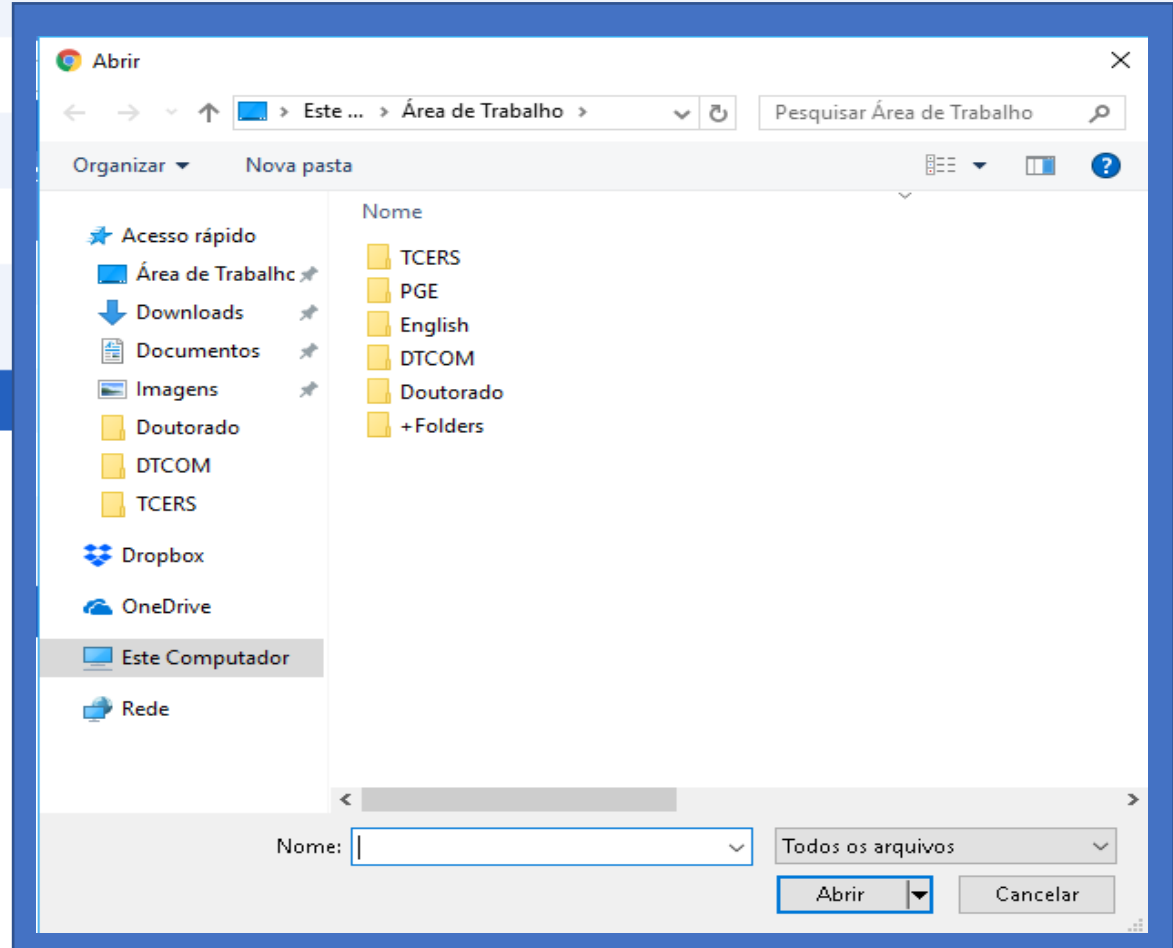 Abrir
Este ... > Área de Trabalho >
Pesquisar Área de Trabalho
Organizar
Nova pasta
Nome
Acesso rápido
Área de Trabalhc
Downloads
Documentos
Imagens
Doutorado
DTCOM
TCERS
Dropbox
OneDrive
Este Computador
Rede
TCERS
PGE
English
DTCOM
Doutorado
+Folders
Nome:
Todos os arquivos
Abrir
Cancelar